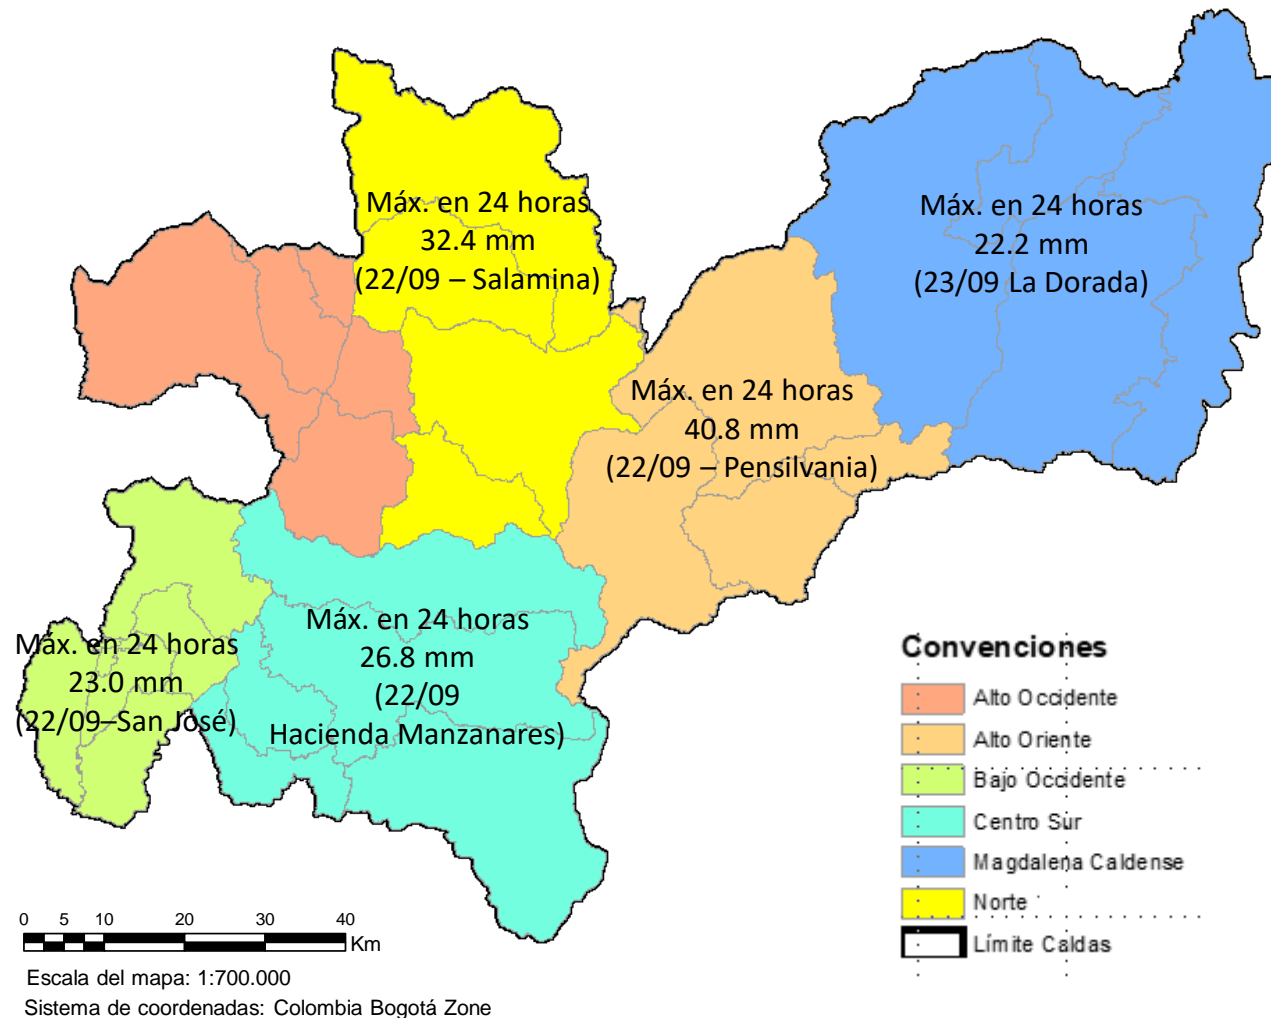 Máx. en 24 horas
32.4 mm
(22/09 – Salamina)
Máx. en 24 horas
22.2 mm
(23/09 La Dorada)
Máx. en 24 horas
40.8 mm
(22/09 – Pensilvania)
Máx. en 24 horas
26.8 mm
(22/09
Hacienda Manzanares)
Máx. en 24 horas
23.0 mm
(22/09–San José)
Convenciones
Alto Occidente
Alto Oriente
Bajo Occidente
Centro Sur
Magdalena Caldense
Norte
Límite Caldas
0 5 10 20 30 40
Km
Escala del mapa: 1:700.000
Sistema de coordenadas: Colombia Bogotá Zone